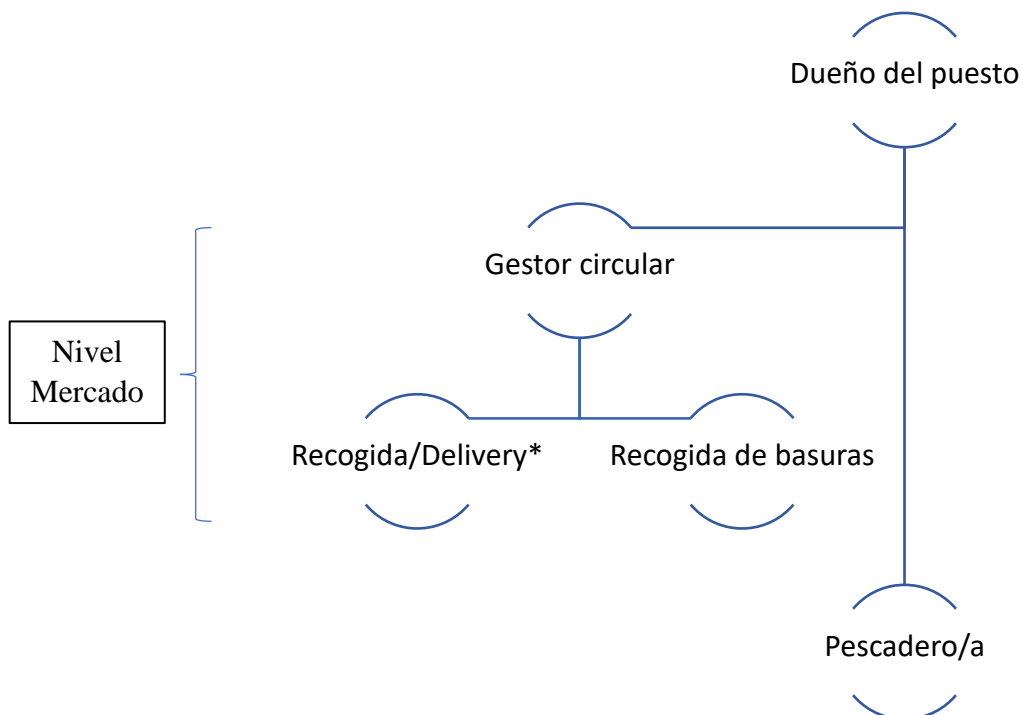 Dueño del puesto
Gestor circular
Nivel
Mercado
Recogida/Delivery*
Recogida de basuras
Pescadero/a